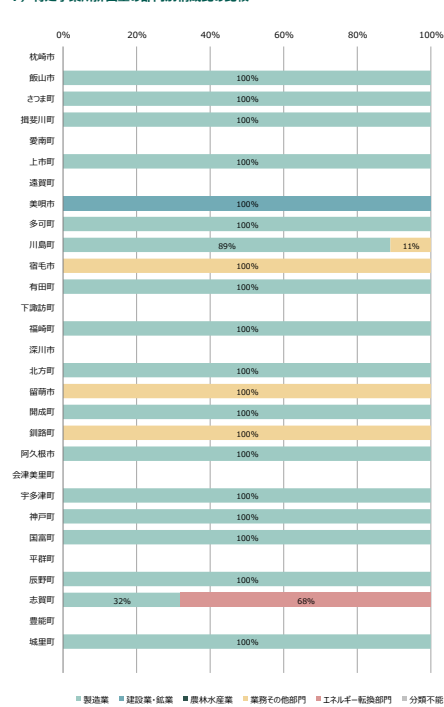 0% 20% 40% 60% 80% 100%
枕崎市
飯山市 100%
さつま町 100%
揖斐川町 100%
愛南町
上市町 100%
遠賀町
美唄市 100%
多可町 100%
川島町 89% 11%
宿毛市 100%
有田町 100%
下諏訪町
福崎町 100%
深川市
北方町 100%
留萌市 100%
開成町 100%
釧路町 100%
阿久根市 100%
会津美里町
宇多津町 100%
神戸町 100%
国富町 100%
平群町
辰野町 100%
志賀町 32% 68%
豊能町
城里町 100%
製造業 建設業・鉱業 農林水産業 業務その他部門 エネルギー転換部門 分類不能